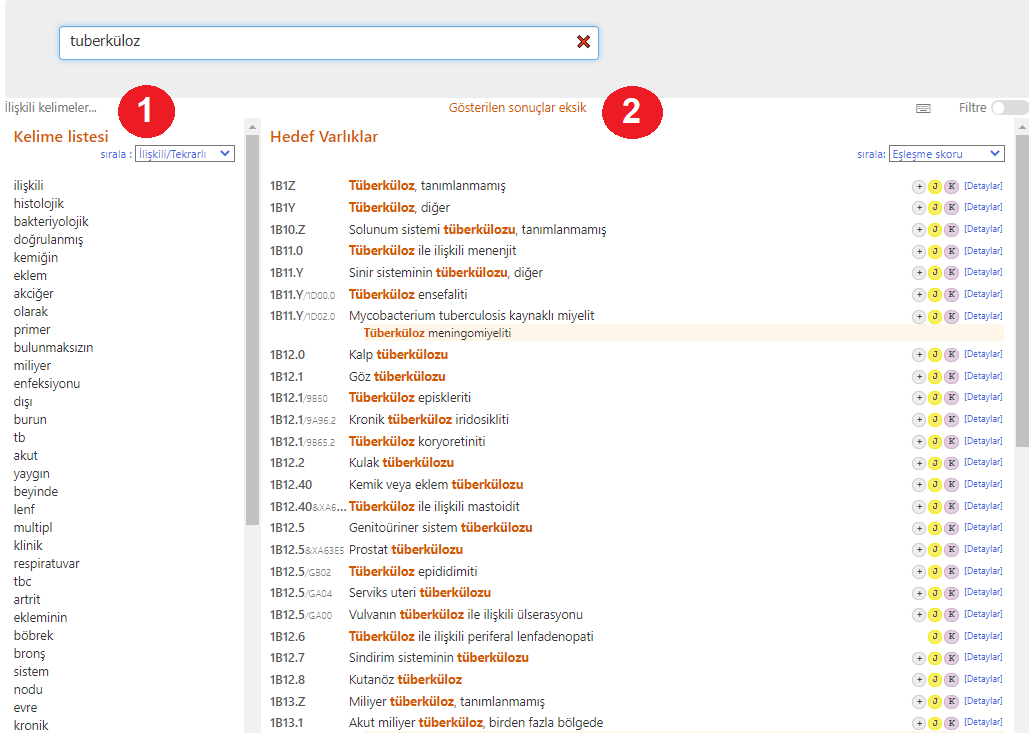 tuberküloz
İlişkili kelimeler...
1
Gösterilen sonuçlar eksik
2
Filtre
Kelime listesi
sırala : İlişkili/Tekrarlı
ilişkili
histolojik
bakteriyolojik
doğrulanmış
kemiğin
eklem
akciğer
olarak
primer
bulunmaksızın
miliyer
enfeksiyonu
dışı
burun
tb
akut
yaygın
beyinde
lenf
multipl
klinik
respiratuvar
tbc
artrit
ekleminin
böbrek
bronş
sistem
nodu
evre
kronik
Hedef Varlıklar
sırala: Eşleşme skoru
1B1Z Tüberküloz, tanımlanmamış + J K [Detaylar]
1B1Y Tüberküloz, diğer + J K [Detaylar]
1B10.Z Solunum sistemi tüberkülozu, tanımlanmamış + J K [Detaylar]
1B11.0 Tüberküloz ile ilişkili menenjit + J K [Detaylar]
1B11.Y Sinir sisteminin tüberkülozu, diğer + J K [Detaylar]
1B11.Y/1D00.0 Tüberküloz ensefaliti + J K [Detaylar]
1B11.Y/1D02.0 Mycobacterium tuberculosis kaynaklı miyelit + J K [Detaylar]
Tüberküloz meningomiyeliti
1B12.0 Kalp tüberkülozu + J K [Detaylar]
1B12.1 Göz tüberkülozu + J K [Detaylar]
1B12.1/9B50 Tüberküloz episkleriti + J K [Detaylar]
1B12.1/9A96.2 Kronik tüberküloz iridosikliti + J K [Detaylar]
1B12.1/9B65.2 Tüberküloz koryoretiniti + J K [Detaylar]
1B12.2 Kulak tüberkülozu + J K [Detaylar]
1B12.40 Kemik veya eklem tüberkülozu + J K [Detaylar]
1B12.40&XA6... Tüberküloz ile ilişkili mastoidit + J K [Detaylar]
1B12.5 Genitoüriner sistem tüberkülozu + J K [Detaylar]
1B12.5&XA63E5 Prostat tüberkülozu + J K [Detaylar]
1B12.5/GB02 Tüberküloz epididimiti + J K [Detaylar]
1B12.5/GA04 Serviks uteri tüberkülozu + J K [Detaylar]
1B12.5/GA00 Vulvanın tüberküloz ile ilişkili ülserasyonu + J K [Detaylar]
1B12.6 Tüberküloz ile ilişkili periferal lenfadenopati J K [Detaylar]
1B12.7 Sindirim sisteminin tüberkülozu + J K [Detaylar]
1B12.8 Kutanöz tüberküloz + J K [Detaylar]
1B13.Z Miliyer tüberküloz, tanımlanmamış + J K [Detaylar]
1B13.1 Akut miliyer tüberküloz, birden fazla bölgede + J K [Detaylar]